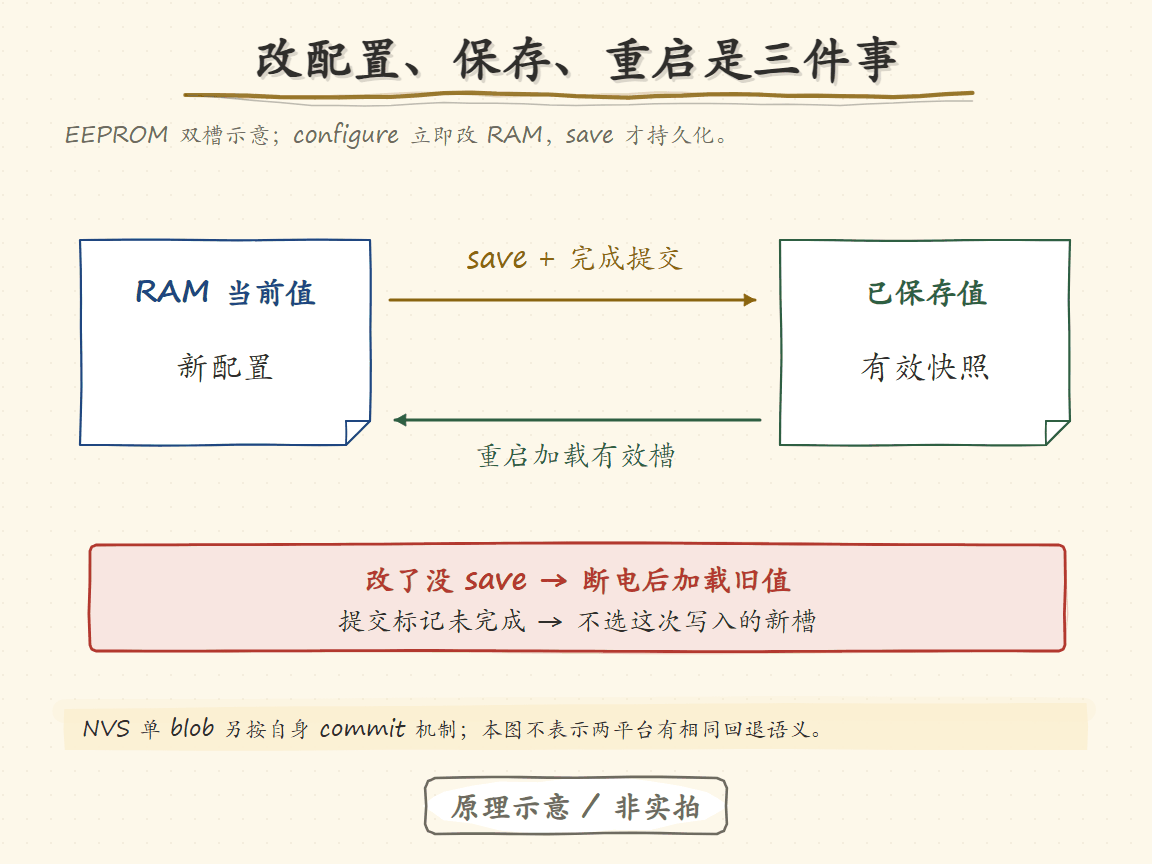 改配置、保存、重启是三件事
EEPROM 双槽示意；configure 立即改 RAM，save 才持久化。
save + 完成提交
RAM 当前值
已保存值
新配置
有效快照
重启加载有效槽
改了没 save → 断电后加载旧值
提交标记未完成 → 不选这次写入的新槽
NVS 单 blob 另按自身 commit 机制；本图不表示两平台有相同回退语义。
原理示意 / 非实拍